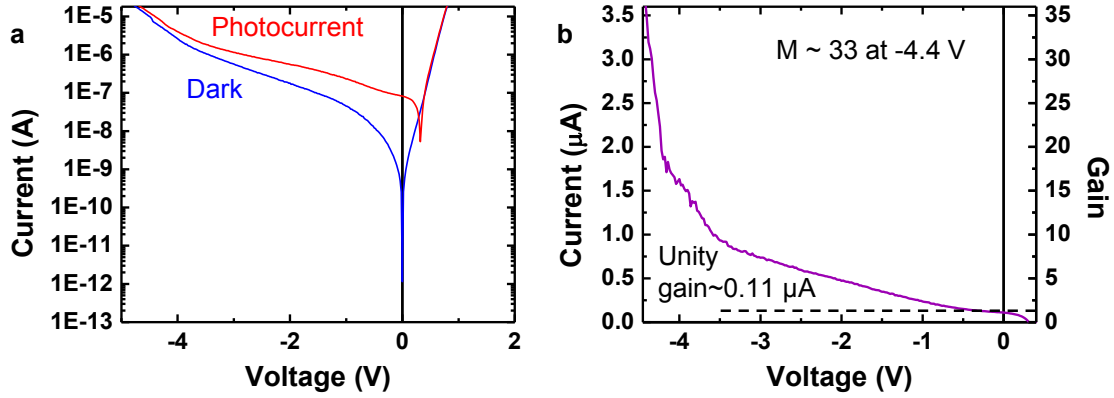 a
Photocurrent
Dark
1E-5
1E-6
1E-7
1E-8
1E-9
1E-10
1E-11
1E-12
1E-13
Current (A)
-4 -2 0 2
Voltage (V)
b
M ~ 33 at -4.4 V
Unity
gain~0.11 µA
3.5
3.0
2.5
2.0
1.5
1.0
0.5
0.0
Current (µA)
35
30
25
20
15
10
5
0
Gain
-4 -3 -2 -1 0
Voltage (V)